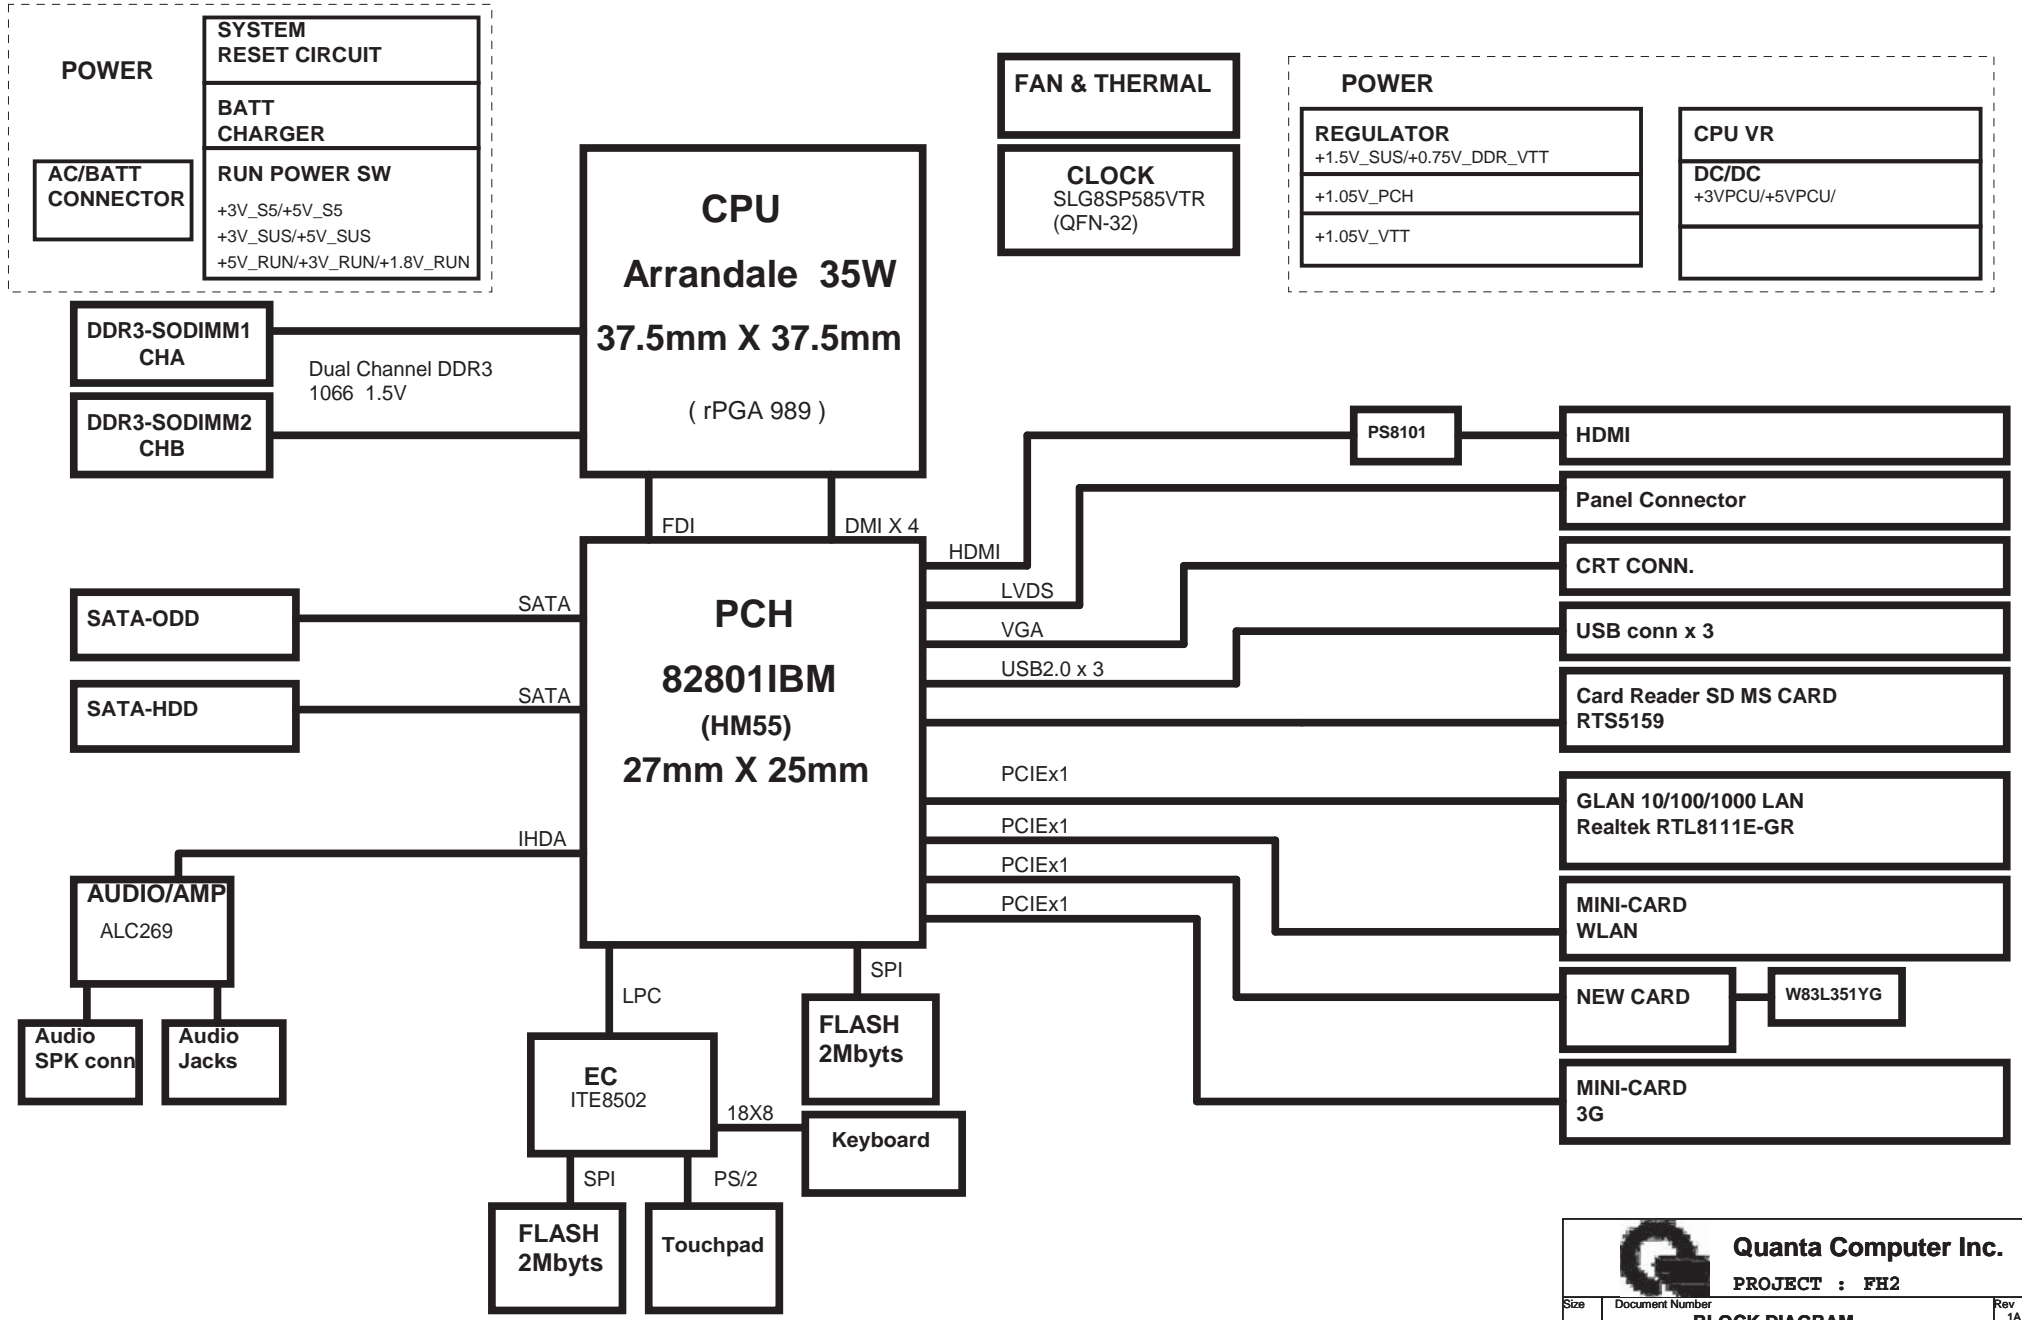 POWER
SYSTEM
RESET CIRCUIT
BATT
CHARGER
AC/BATT
CONNECTOR
RUN POWER SW
+3V_S5/+5V_S5
+3V_SUS/+5V_SUS
+5V_RUN/+3V_RUN/+1.8V_RUN
FAN & THERMAL
CLOCK
SLG8SP585VTR
(QFN-32)
POWER
REGULATOR
+1.5V_SUS/+0.75V_DDR_VTT
+1.05V_PCH
+1.05V_VTT
CPU VR
DC/DC
+3VPCU/+5VPCU/
CPU
Arrandale 35W
37.5mm X 37.5mm
( rPGA 989 )
DDR3-SODIMM1
CHA
Dual Channel DDR3
1066 1.5V
DDR3-SODIMM2
CHB
FDI
DMI X 4
PCH
82801IBM
(HM55)
27mm X 25mm
SATA-ODD
SATA
SATA-HDD
SATA
IHDA
AUDIO/AMP
ALC269
Audio
SPK conn
Audio
Jacks
HDMI
PS8101
HDMI
LVDS
Panel Connector
VGA
CRT CONN.
USB2.0 x 3
USB conn x 3
Card Reader SD MS CARD
RTS5159
PCIEx1
GLAN 10/100/1000 LAN
Realtek RTL8111E-GR
PCIEx1
MINI-CARD
WLAN
PCIEx1
NEW CARD
W83L351YG
PCIEx1
MINI-CARD
3G
LPC
SPI
FLASH
2Mbyts
EC
ITE8502
18X8
Keyboard
SPI
PS/2
FLASH
2Mbyts
Touchpad
Quanta Computer Inc.
PROJECT : FH2
Size
Document Number
Rev
BLOCK DIAGRAM
1A